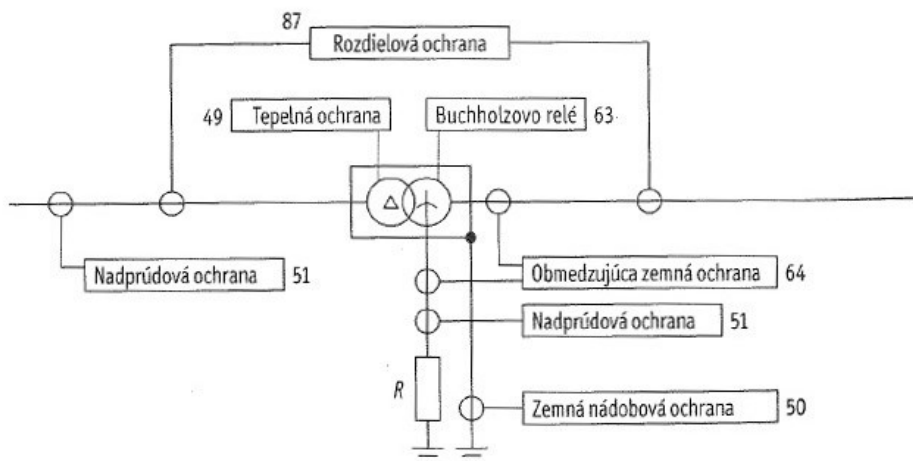 87
Rozdielová ochrana
49 Tepelná ochrana
Buchholzovo relé 63
Δ
Nadprúdová ochrana 51
Obmedzujúca zemná ochrana 64
Nadprúdová ochrana 51
R
Zemná nádobová ochrana 50